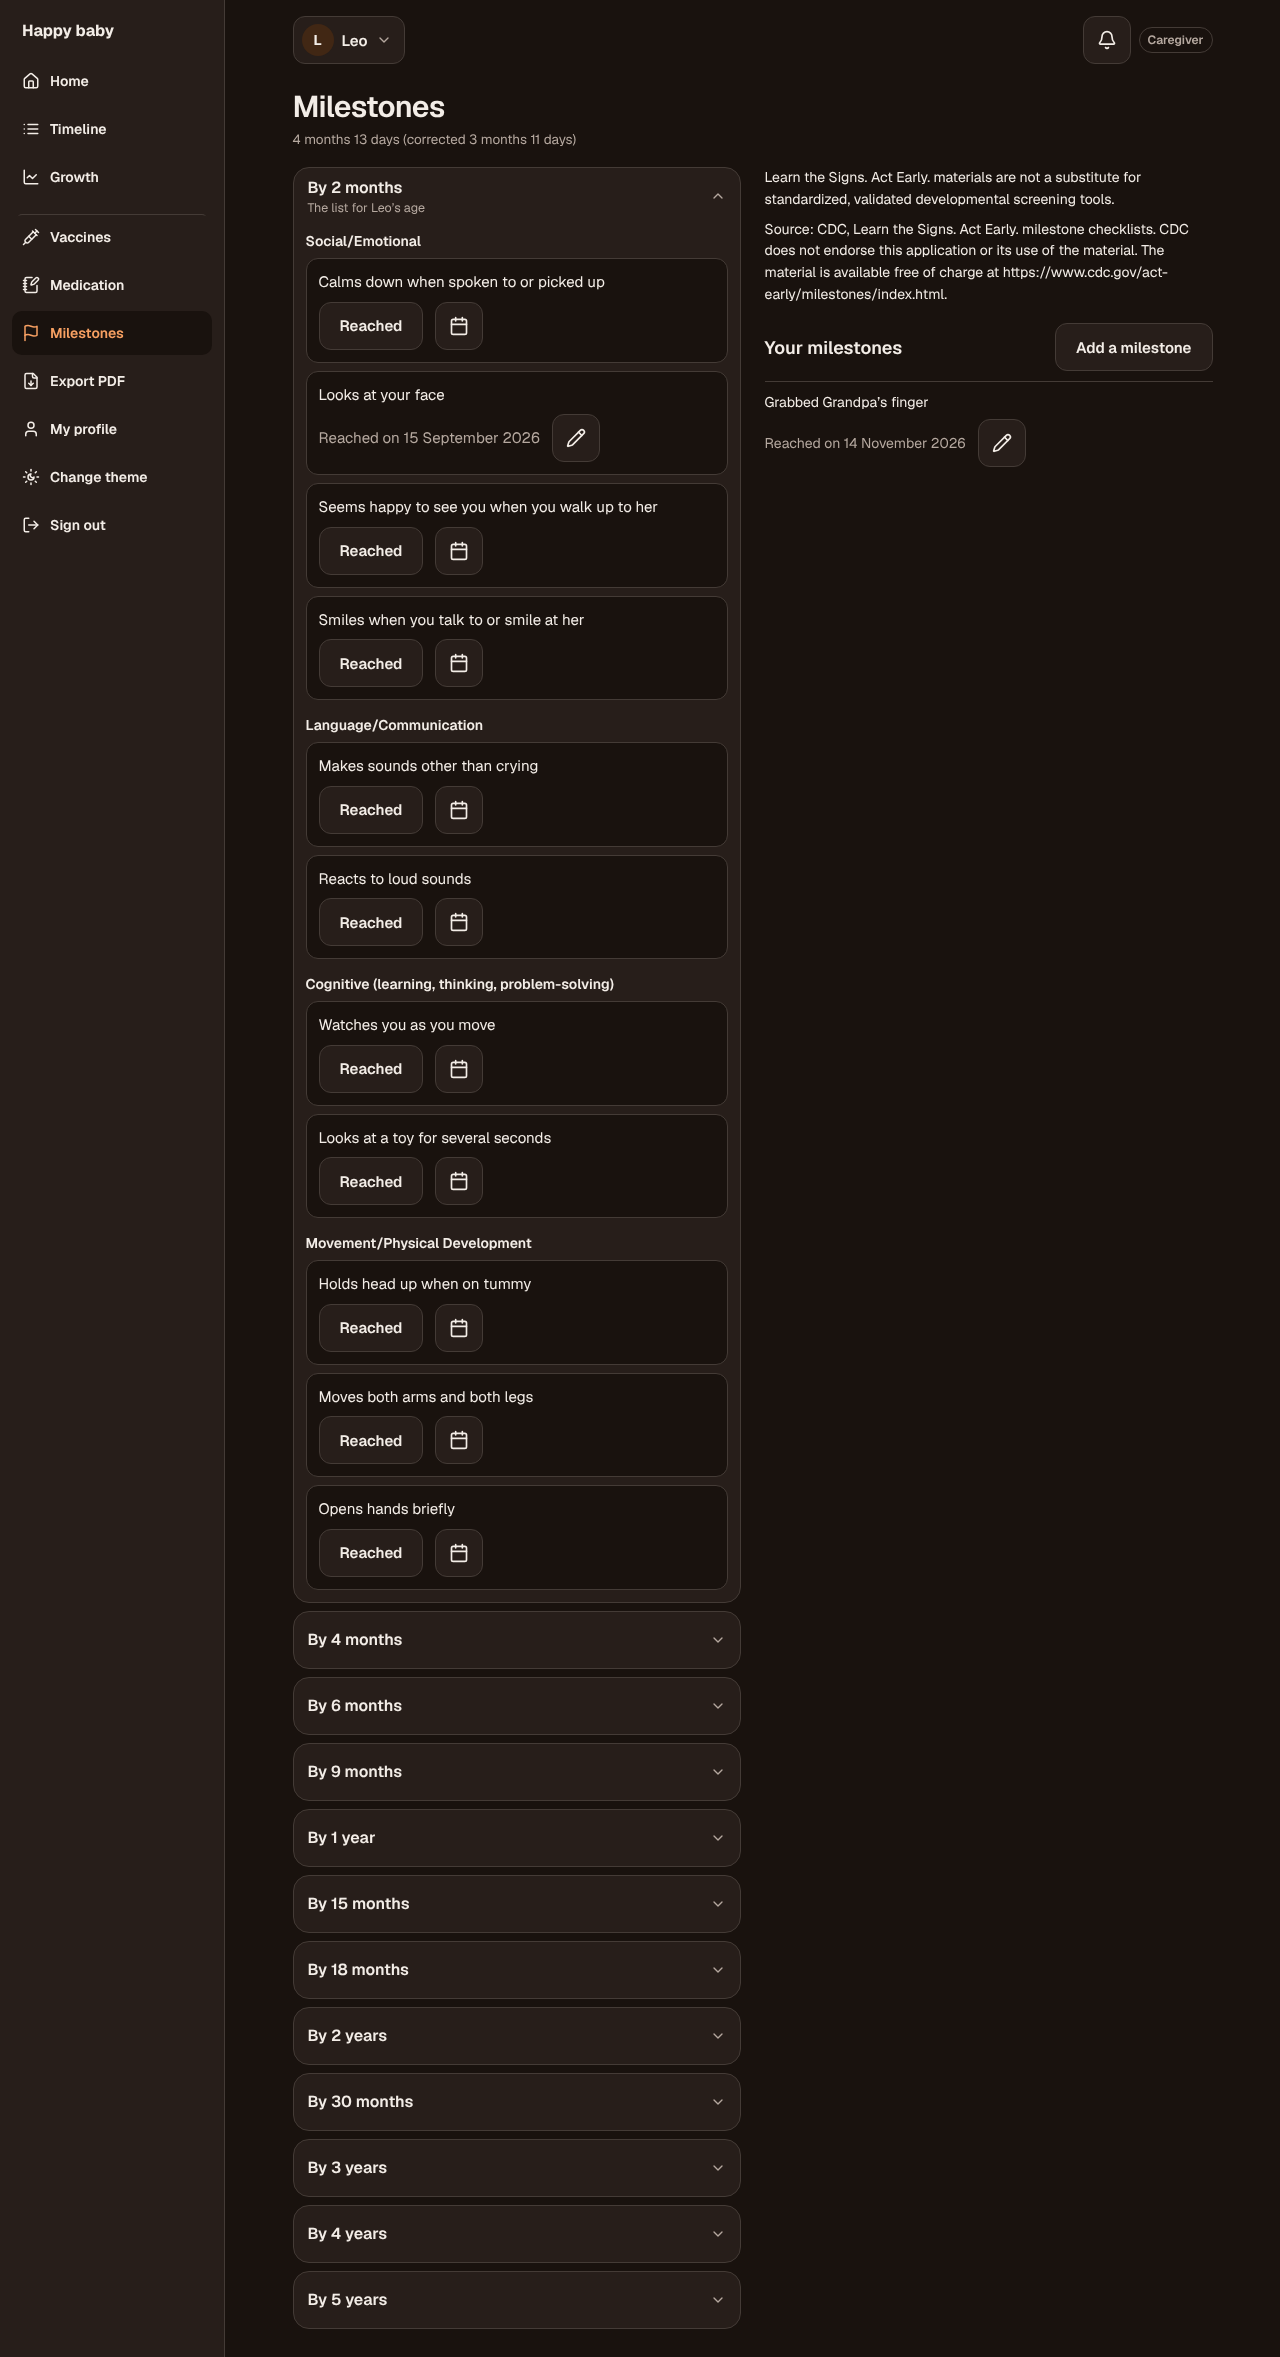 Happy baby
Home
Timeline
Growth
Vaccines
Medication
Milestones
Export PDF
My profile
Change theme
Sign out
L
Leo
Caregiver
Milestones
4 months 13 days (corrected 3 months 11 days)
By 2 months
The list for Leo's age
Social/Emotional
Calms down when spoken to or picked up
Reached
Looks at your face
Reached on 15 September 2026
Seems happy to see you when you walk up to her
Reached
Smiles when you talk to or smile at her
Reached
Language/Communication
Makes sounds other than crying
Reached
Reacts to loud sounds
Reached
Cognitive (learning, thinking, problem-solving)
Watches you as you move
Reached
Looks at a toy for several seconds
Reached
Movement/Physical Development
Holds head up when on tummy
Reached
Moves both arms and both legs
Reached
Opens hands briefly
Reached
By 4 months
By 6 months
By 9 months
By 1 year
By 15 months
By 18 months
By 2 years
By 30 months
By 3 years
By 4 years
By 5 years
Learn the Signs. Act Early. materials are not a substitute for
standardized, validated developmental screening tools.
Source: CDC, Learn the Signs. Act Early. milestone checklists. CDC
does not endorse this application or its use of the material. The
material is available free of charge at https://www.cdc.gov/act-
early/milestones/index.html.
Your milestones
Add a milestone
Grabbed Grandpa's finger
Reached on 14 November 2026